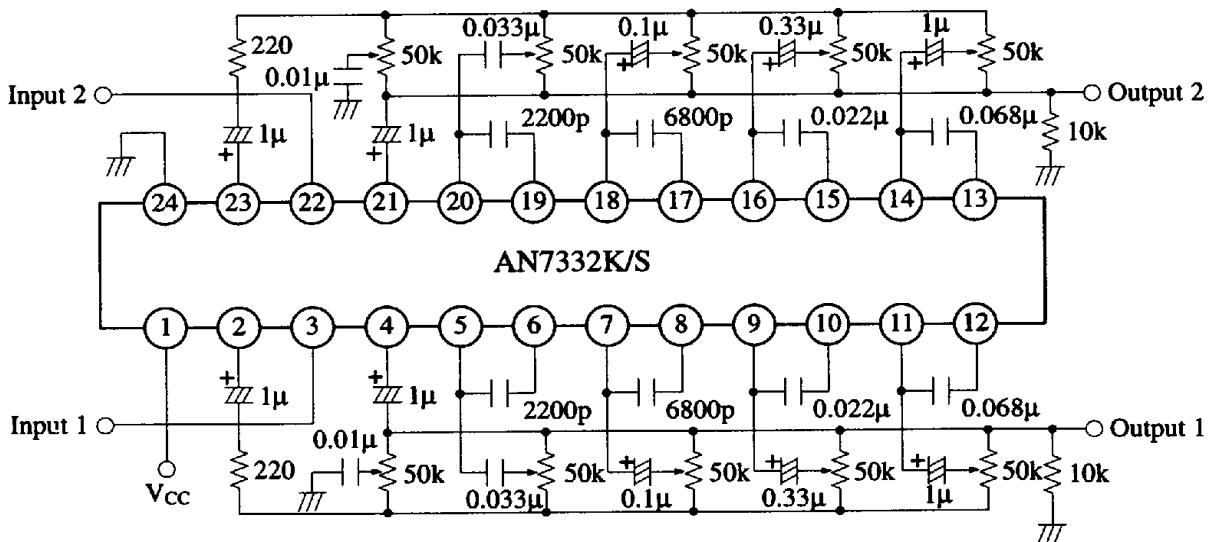 0.033μ 0.1μ 0.33μ 1μ
220 50k 50k 50k 50k 50k
0.01μ + + +
Input 2 Output 2
1μ 1μ 2200p 6800p 0.022μ 0.068μ 10k
+ +
24 23 22 21 20 19 18 17 16 15 14 13
AN7332K/S
1 2 3 4 5 6 7 8 9 10 11 12
+ +
1μ 1μ 2200p 6800p 0.022μ 0.068μ
Input 1 Output 1
0.01μ + + +
220 50k 50k 50k 50k 50k 10k
VCC 0.033μ 0.1μ 0.33μ 1μ